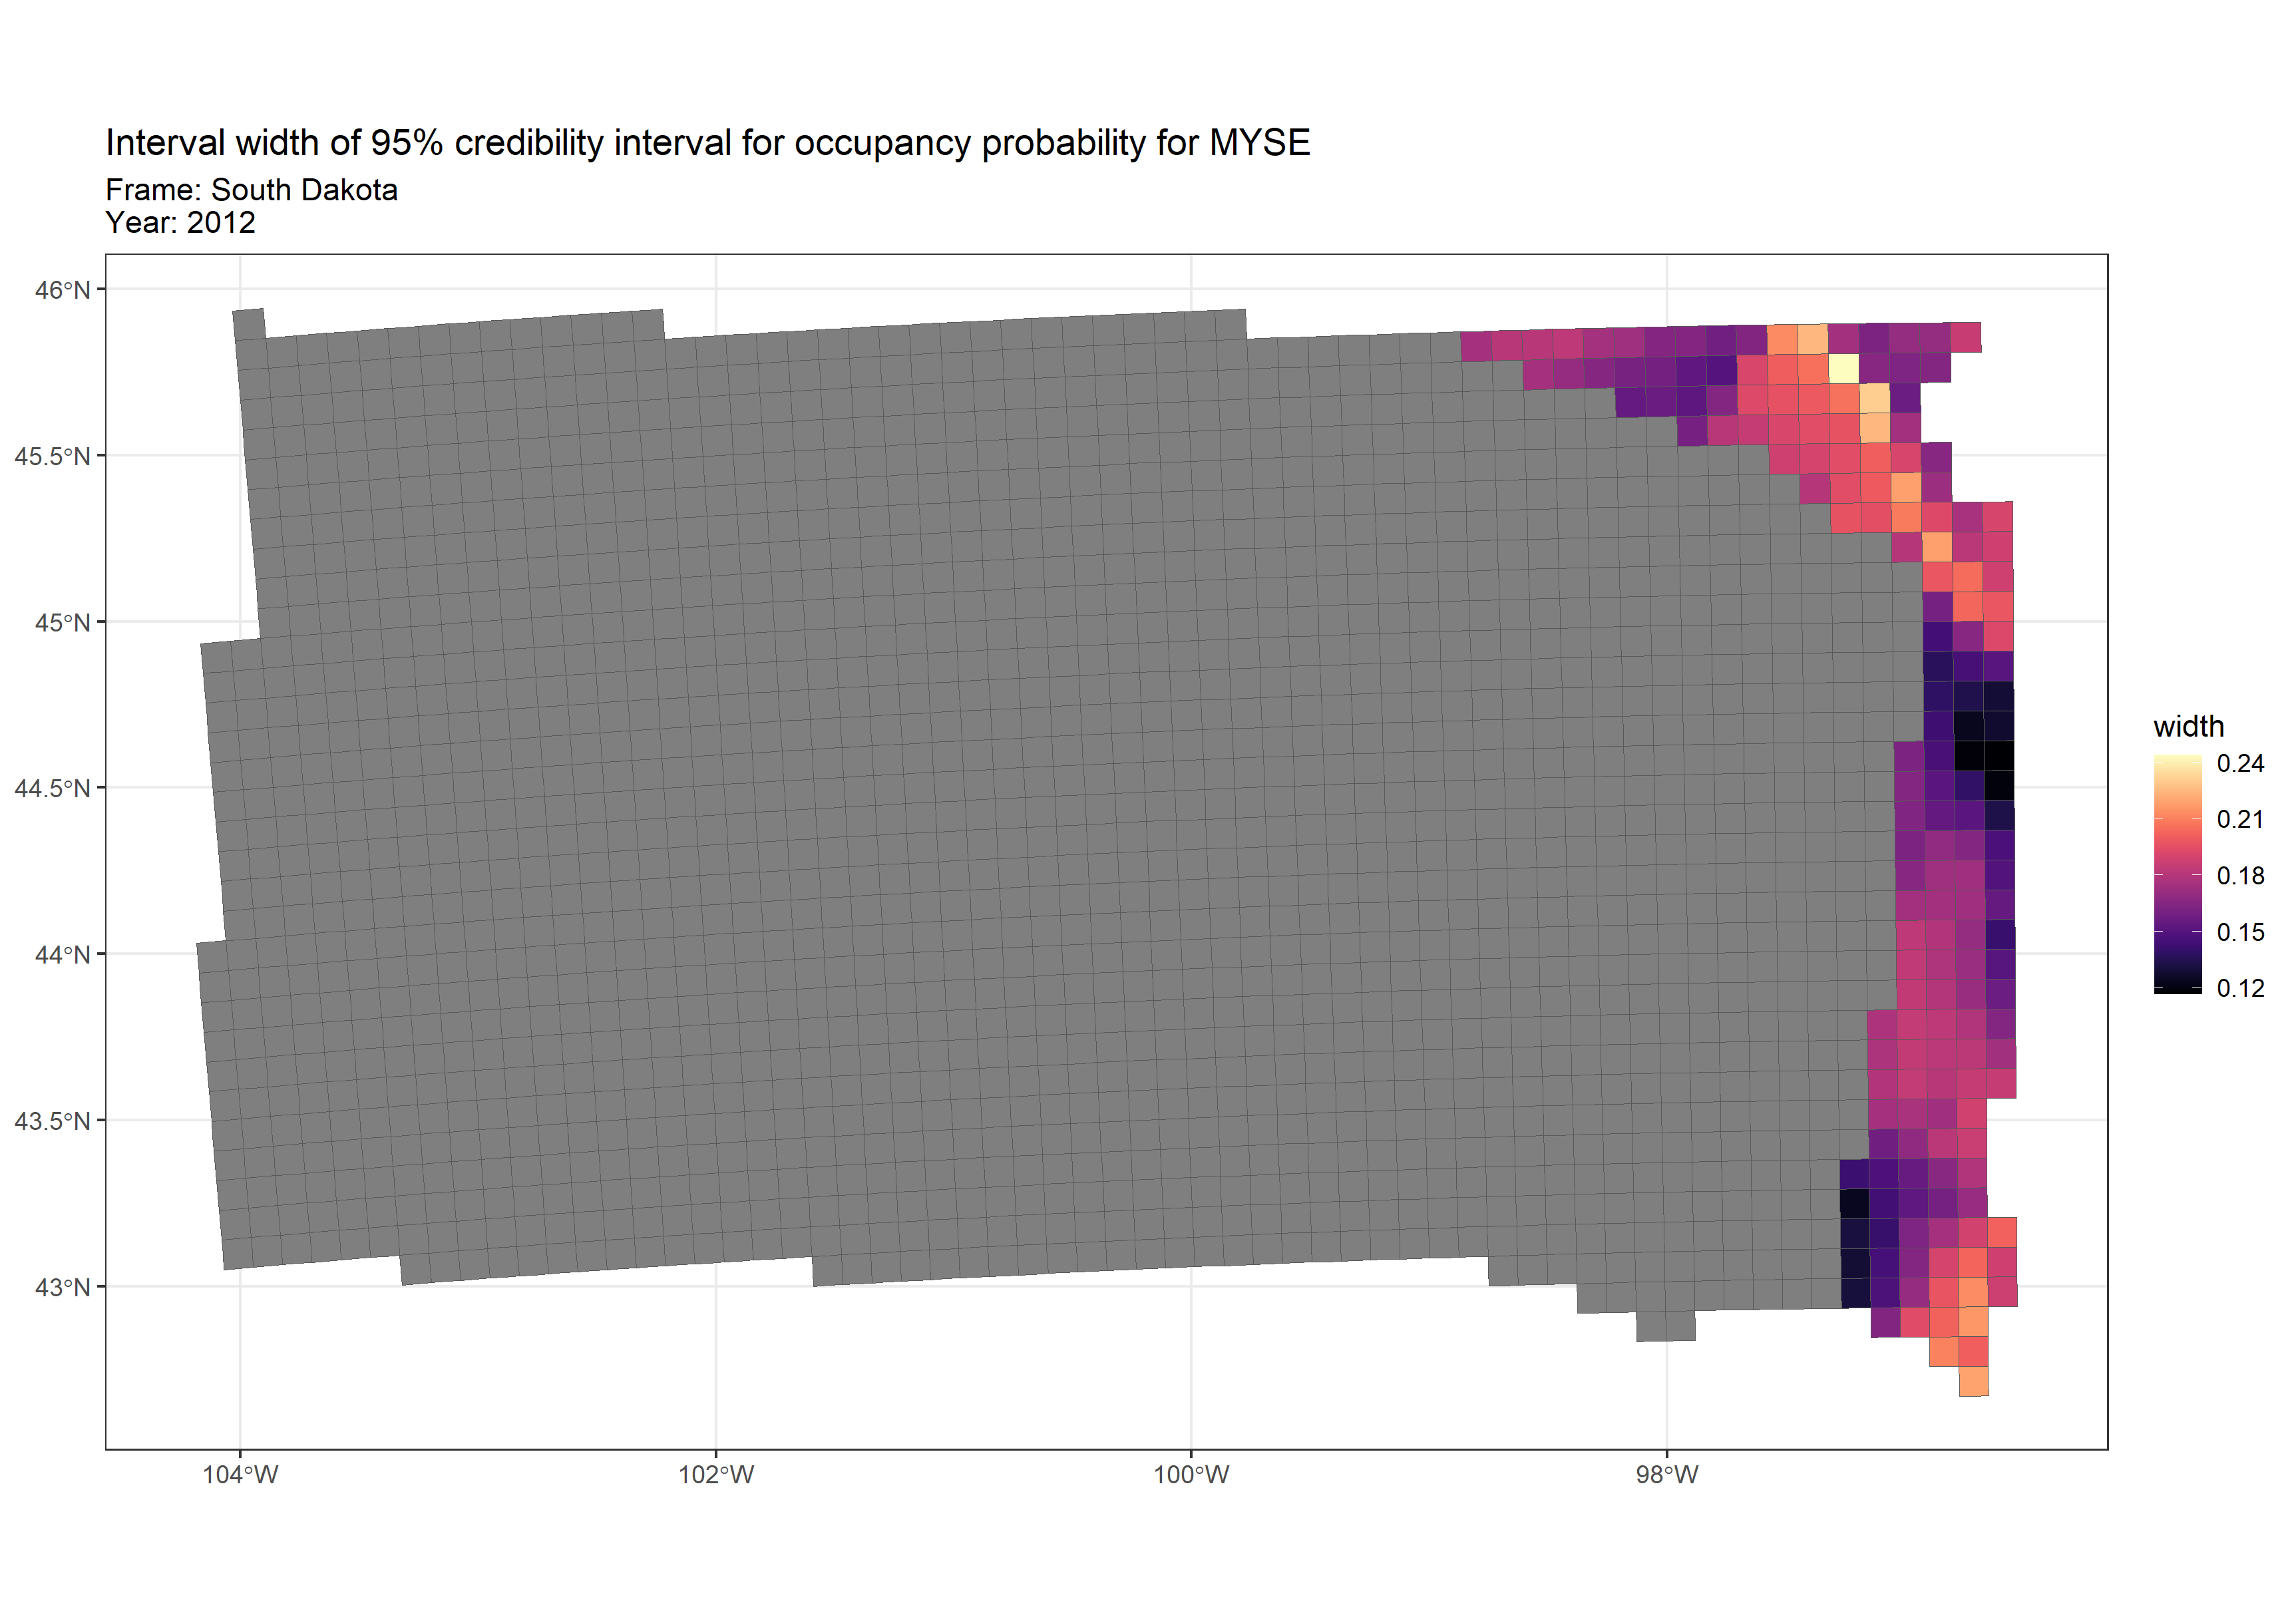 Interval width of 95% credibility interval for occupancy probability for MYSE
Frame: South Dakota
Year: 2012
46°N
45.5°N
45°N
44.5°N
44°N
43.5°N
43°N
104°W
102°W
100°W
98°W
width
0.24
0.21
0.18
0.15
0.12